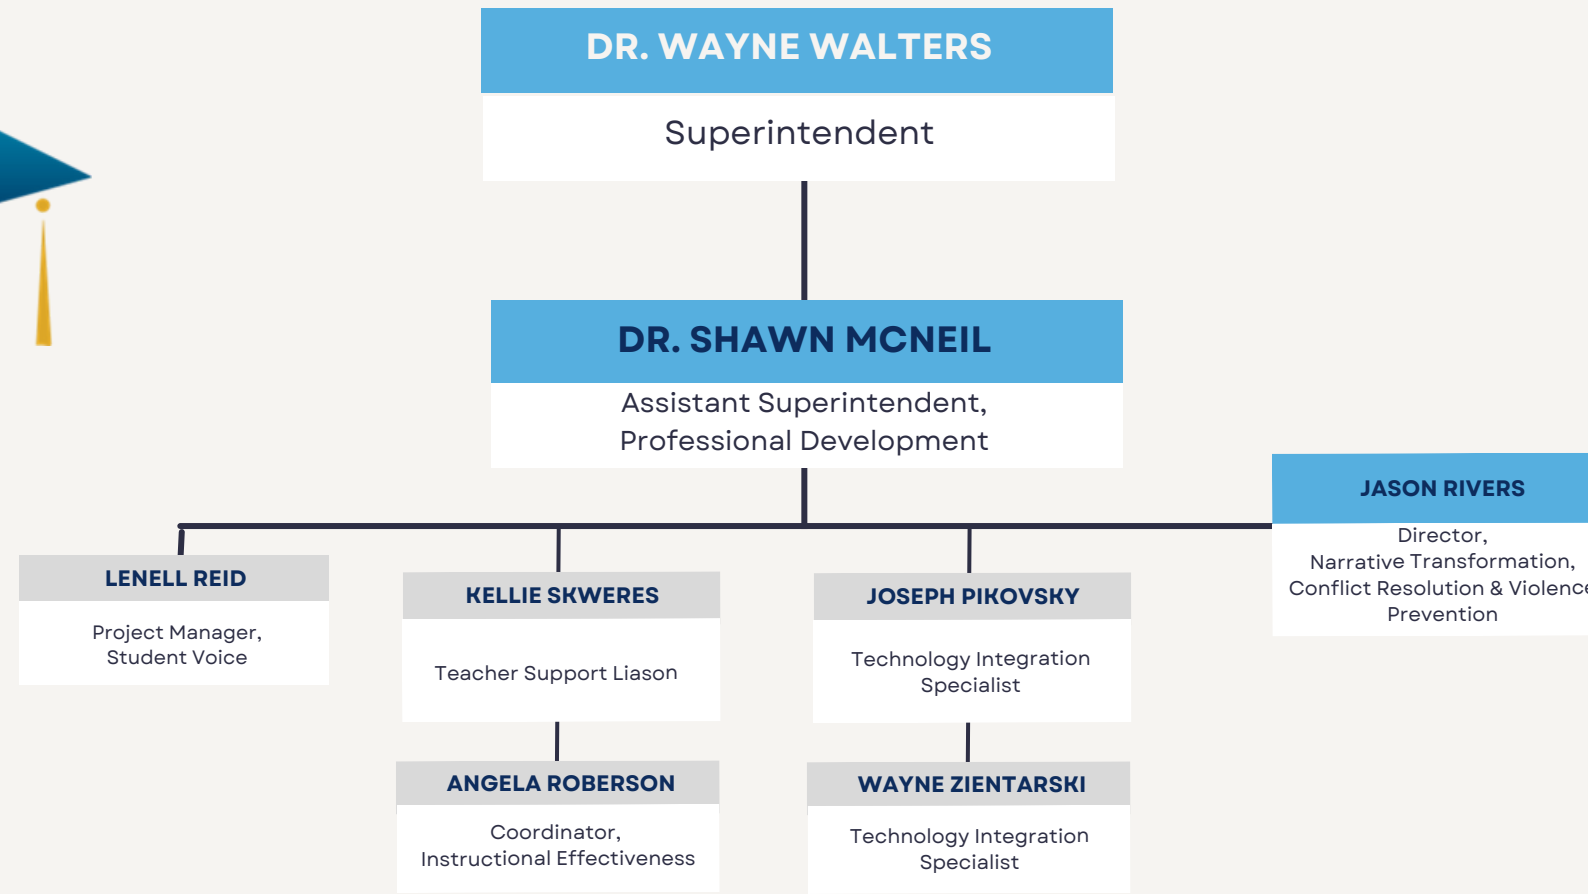 DR. WAYNE WALTERS
Superintendent
DR. SHAWN MCNEIL
Assistant Superintendent,
Professional Development
JASON RIVERS
Director,
Narrative Transformation,
Conflict Resolution & Violence
Prevention
LENELL REID
Project Manager,
Student Voice
KELLIE SKWERES
Teacher Support Liason
JOSEPH PIKOVSKY
Technology Integration
Specialist
ANGELA ROBERSON
Coordinator,
Instructional Effectiveness
WAYNE ZIENTARSKI
Technology Integration
Specialist